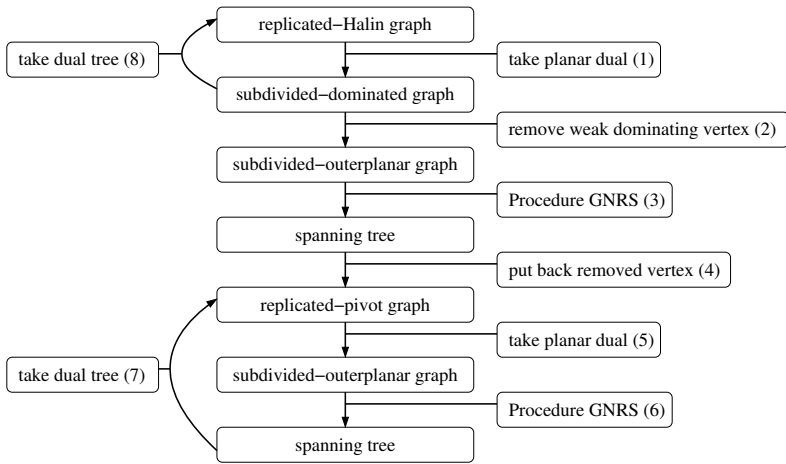 replicated−Halin graph
take dual tree (8)
take planar dual (1)
subdivided−dominated graph
remove weak dominating vertex (2)
subdivided−outerplanar graph
Procedure GNRS (3)
spanning tree
put back removed vertex (4)
replicated−pivot graph
take planar dual (5)
take dual tree (7)
subdivided−outerplanar graph
Procedure GNRS (6)
spanning tree